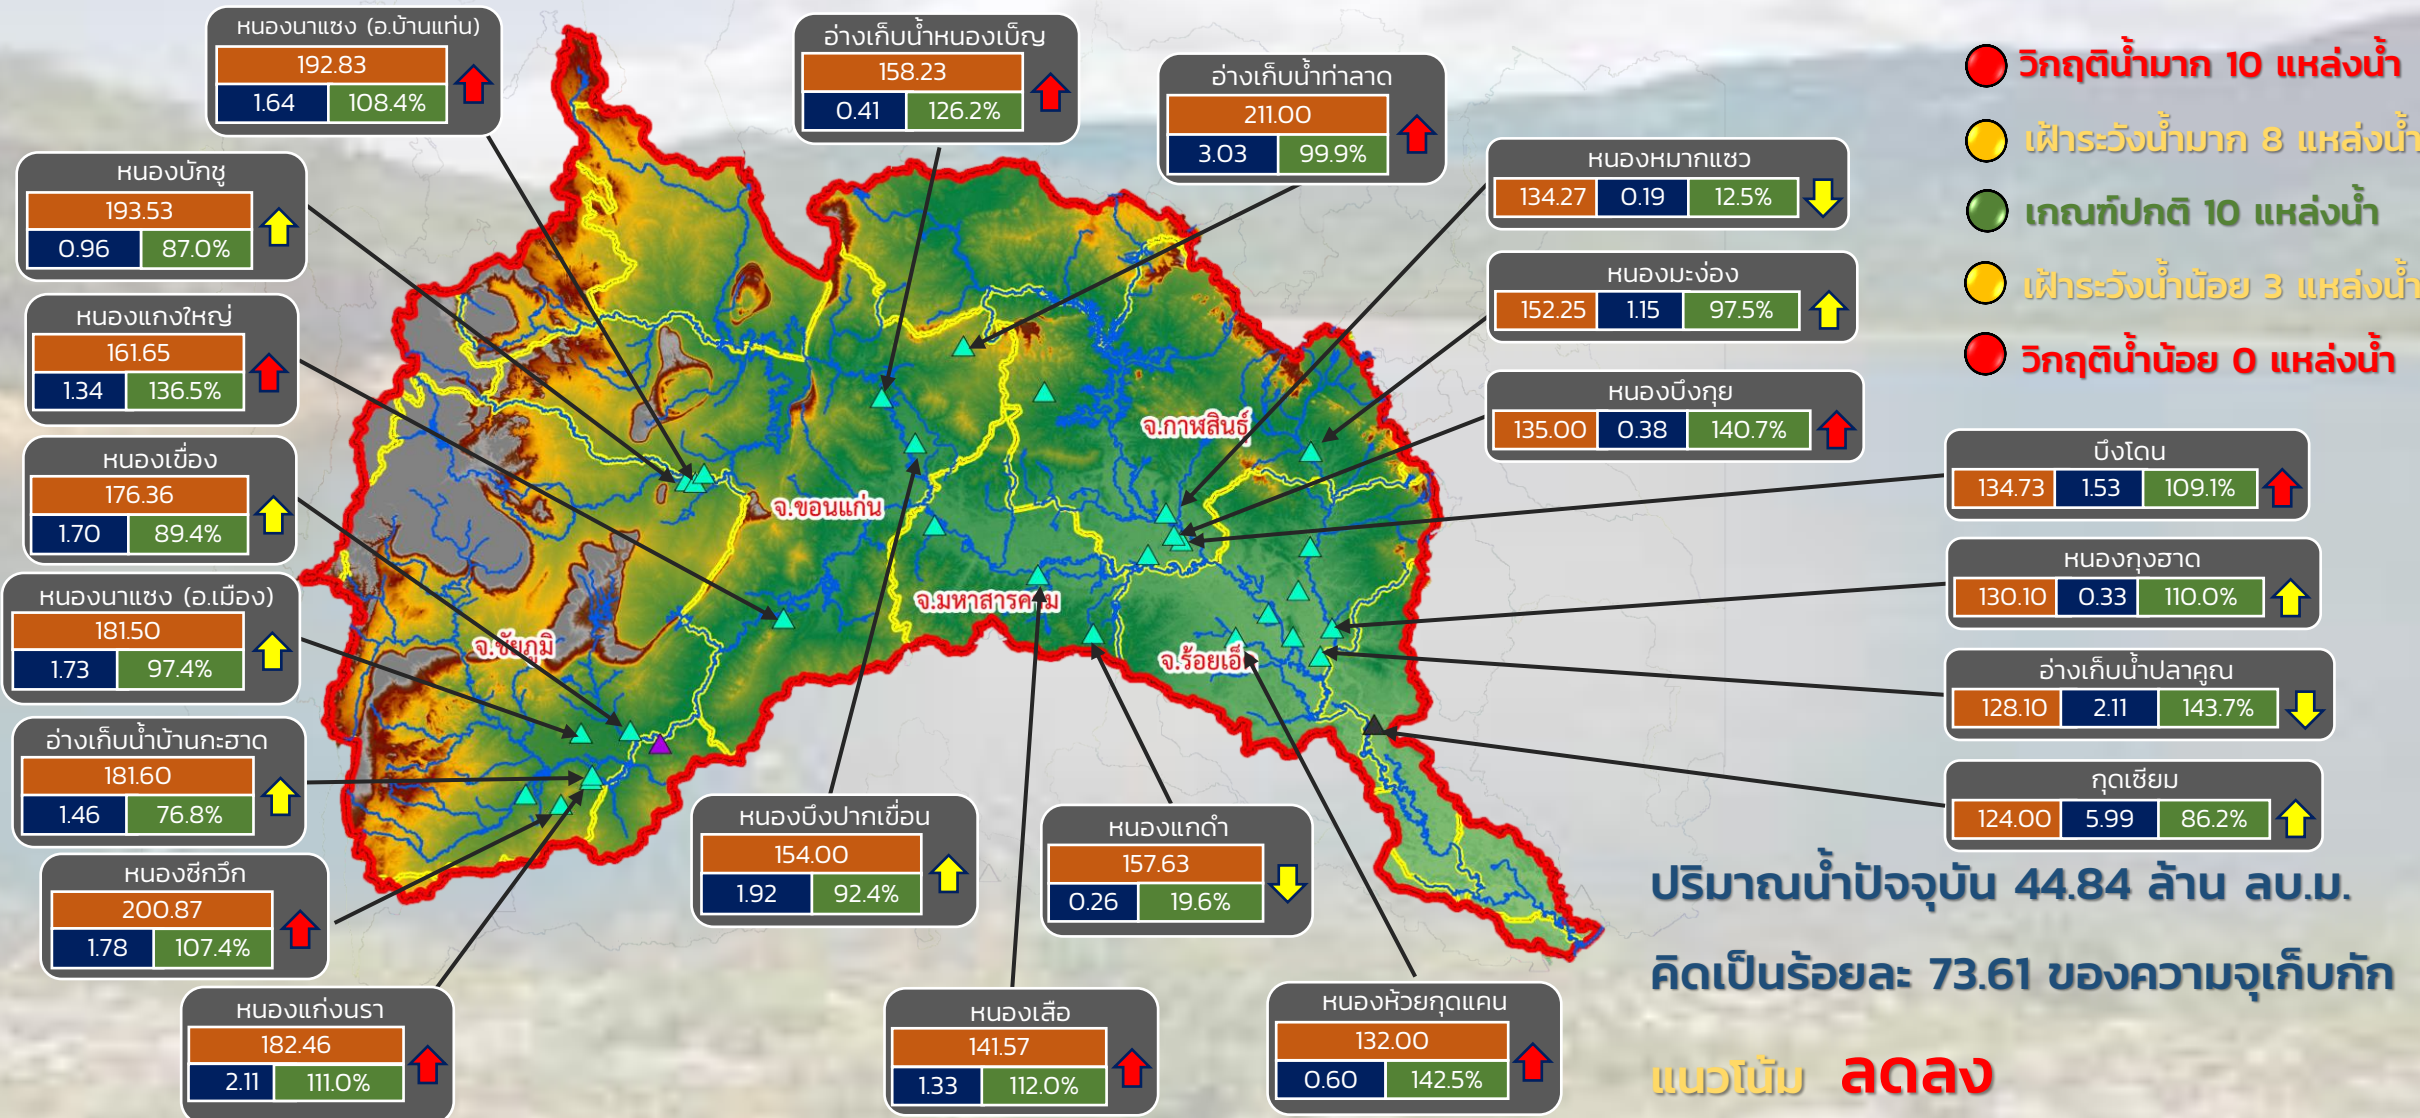 หนองนาแซง (อ.บ้านแท่น)
192.83
1.64 108.4%
อ่างเก็บน้ำหนองเบ็ญ
158.23
0.41 126.2%
อ่างเก็บน้ำท่าลาด
211.00
3.03 99.9%
หนองหมากแซว
134.27 0.19 12.5%
หนองมะง่อง
152.25 1.15 97.5%
หนองบึงกุย
135.00 0.38 140.7%
วิกฤติน้ำมาก 10 แหล่งน้ำ
เฝ้าระวังน้ำมาก 8 แหล่งน้ำ
เกณฑ์ปกติ 10 แหล่งน้ำ
เฝ้าระวังน้ำน้อย 3 แหล่งน้ำ
วิกฤติน้ำน้อย 0 แหล่งน้ำ
หนองบักชู
193.53
0.96 87.0%
หนองแกงใหญ่
161.65
1.34 136.5%
หนองเขื่อง
176.36
1.70 89.4%
หนองนาแซง (อ.เมือง)
181.50
1.73 97.4%
อ่างเก็บน้ำบ้านกะฮาด
181.60
1.46 76.8%
หนองซีกวึก
200.87
1.78 107.4%
หนองแก่งนรา
182.46
2.11 111.0%
จ.กาฬสินธุ์
จ.ขอนแก่น
จ.มหาสารคาม
จ.ชัยภูมิ
จ.ร้อยเอ็
บึงโดน
134.73 1.53 109.1%
หนองกุงฮาด
130.10 0.33 110.0%
อ่างเก็บน้ำปลาคูณ
128.10 2.11 143.7%
กุดเซียม
124.00 5.99 86.2%
หนองบึงปากเขื่อน
154.00
1.92 92.4%
หนองแกดำ
157.63
0.26 19.6%
หนองเสือ
141.57
1.33 112.0%
หนองห้วยกุดแคน
132.00
0.60 142.5%
ปริมาณน้ำปัจจุบัน 44.84 ล้าน ลบ.ม.
คิดเป็นร้อยละ 73.61 ของความจุเก็บกัก
แนวโน้ม ลดลง